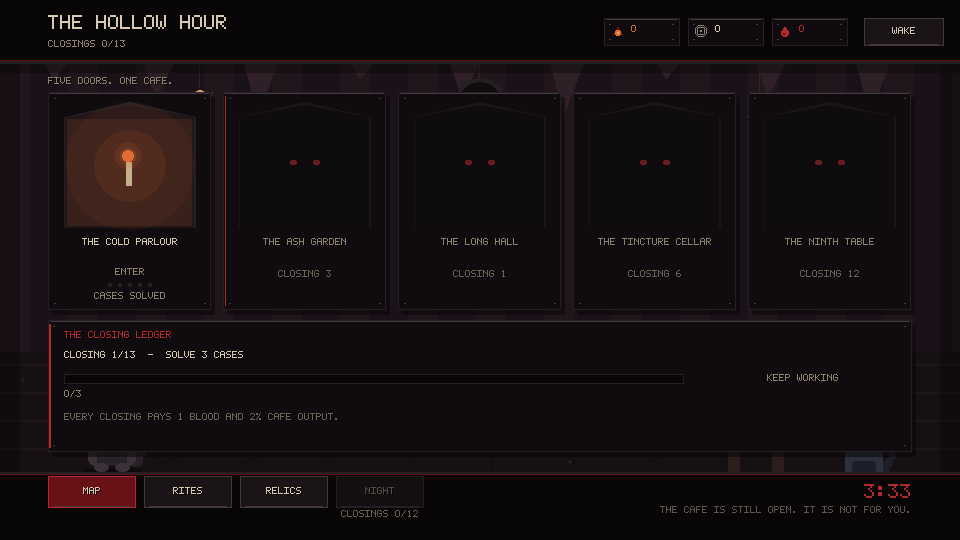 THE HOLLOW HOUR
CLOSINGS 0/13
0
0
0
WAKE
FIVE DOORS. ONE CAFE.
THE COLD PARLOUR
ENTER
CASES SOLVED
THE ASH GARDEN
CLOSING 3
THE LONG HALL
CLOSING 1
THE TINCTURE CELLAR
CLOSING 6
THE NINTH TABLE
CLOSING 12
THE CLOSING LEDGER
CLOSING 1/13 – SOLVE 3 CASES
0/3
KEEP WORKING
EVERY CLOSING PAYS 1 BLOOD AND 2% CAFE OUTPUT.
MAP
RITES
RELICS
NIGHT
CLOSINGS 0/12
3:33
THE CAFE IS STILL OPEN. IT IS NOT FOR YOU.